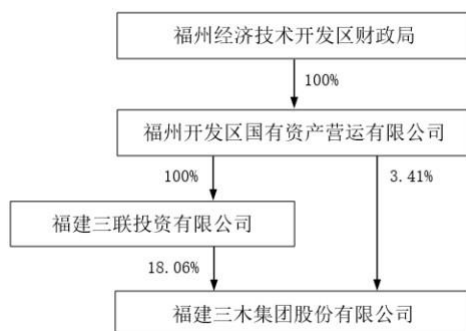 福州经济技术开发区财政局
100%
福州开发区国有资产营运有限公司
100%
3.41%
福建三联投资有限公司
18.06%
福建三木集团股份有限公司